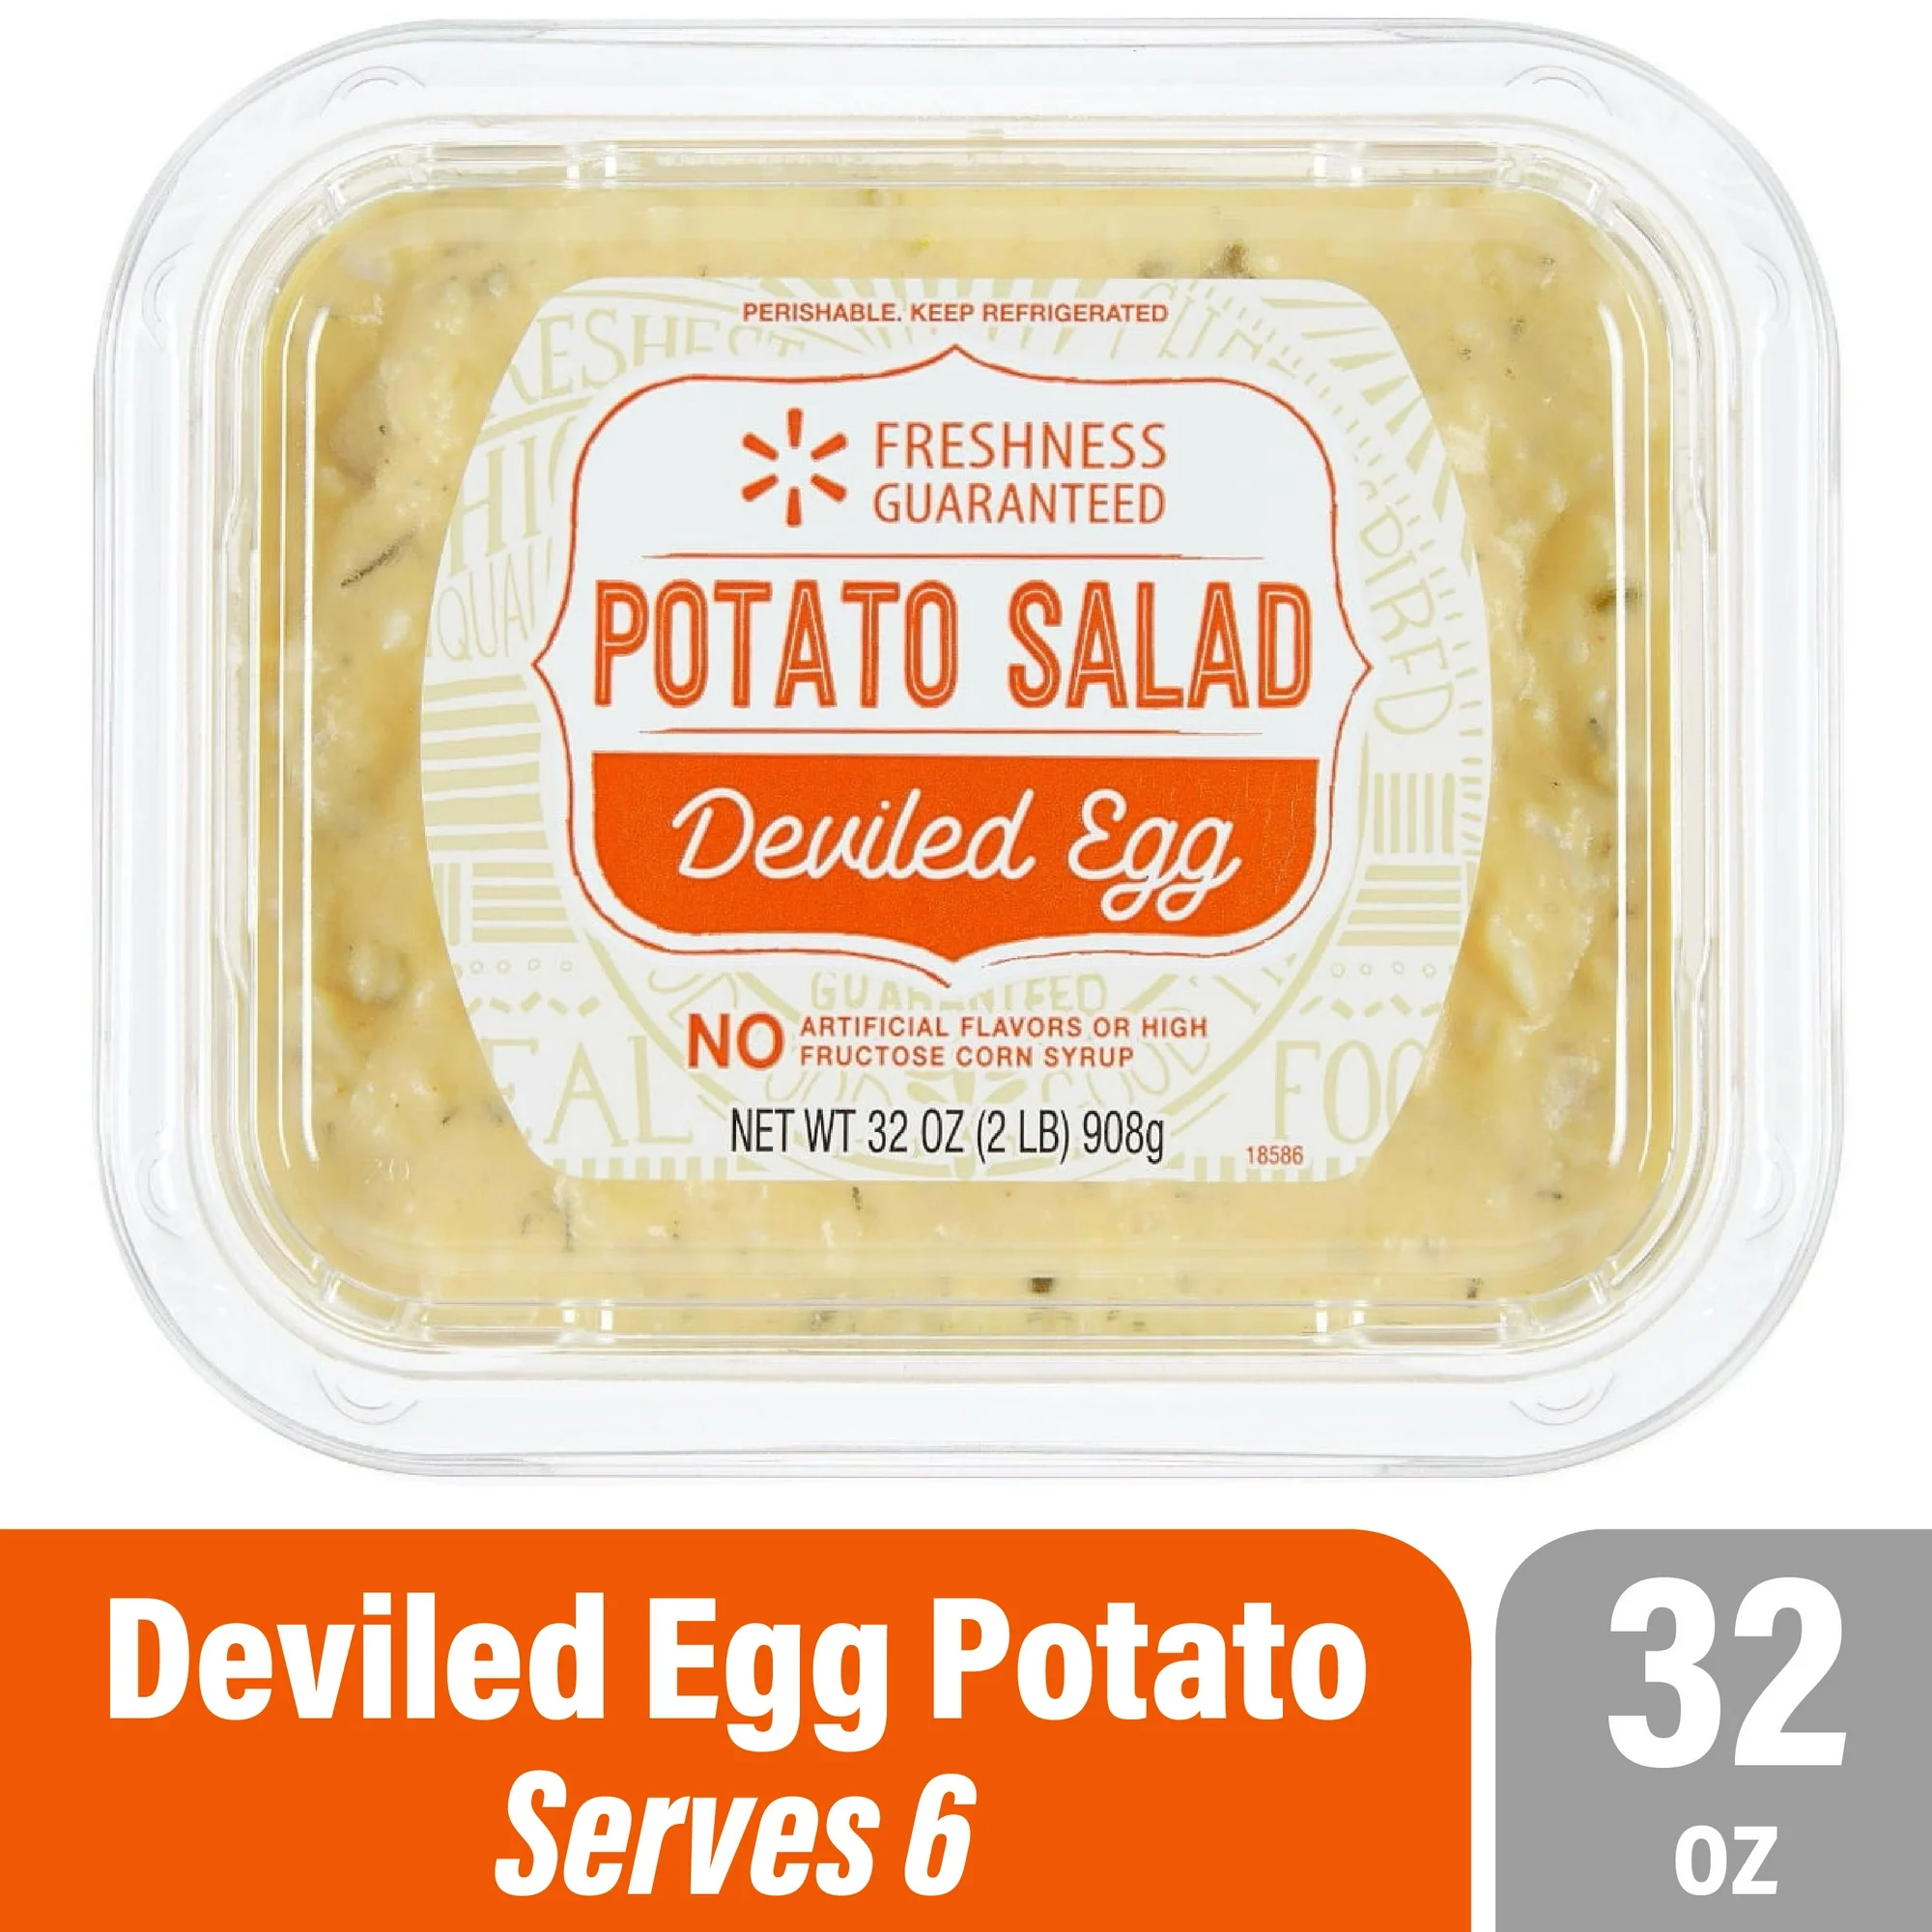 PERISHABLE. KEEP REFRIGERATED
FRESHNESS
GUARANTEED
POTATO SALAD
Deviled Egg
GUARANTEED
NO ARTIFICIAL FLAVORS OR HIGH
FRUCTOSE CORN SYRUP
NET WT 32 OZ (2 LB) 908g
18586
Deviled Egg Potato
Serves 6
32
oz